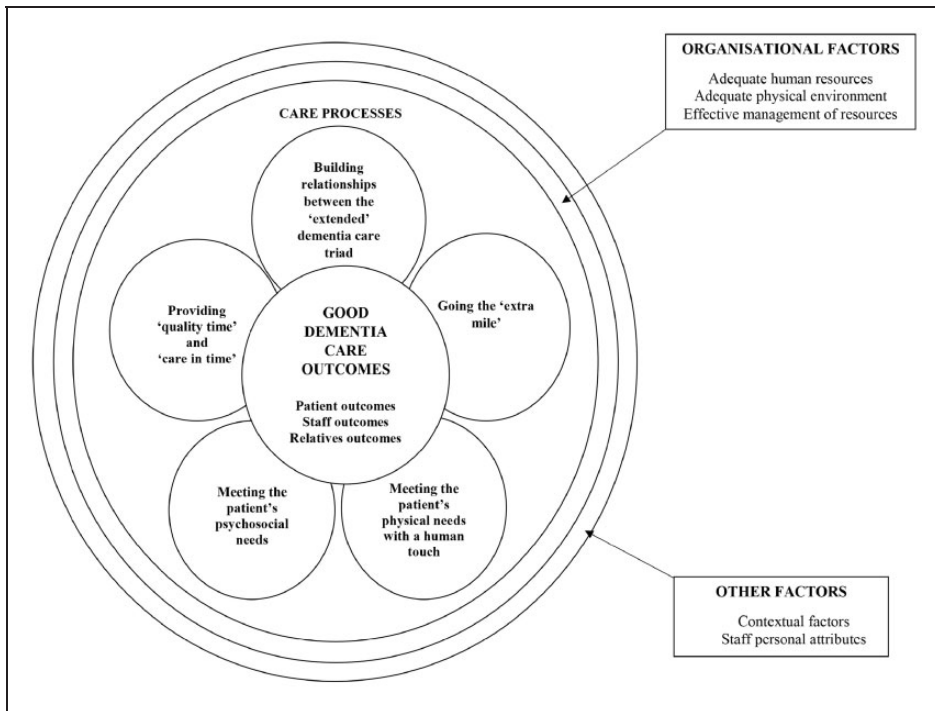 ORGANISATIONAL FACTORS
Adequate human resources
Adequate physical environment
Effective management of resources
CARE PROCESSES
Building
relationships
between the
‘extended’
dementia care
triad
Providing
‘quality time’
and
‘care in time’
GOOD
DEMENTIA
CARE
OUTCOMES
Patient outcomes
Staff outcomes
Relatives outcomes
Going the ‘extra
mile’
Meeting the
patient’s
psychosocial
needs
Meeting the
patient’s
physical needs
with a human
touch
OTHER FACTORS
Contextual factors
Staff personal attributes